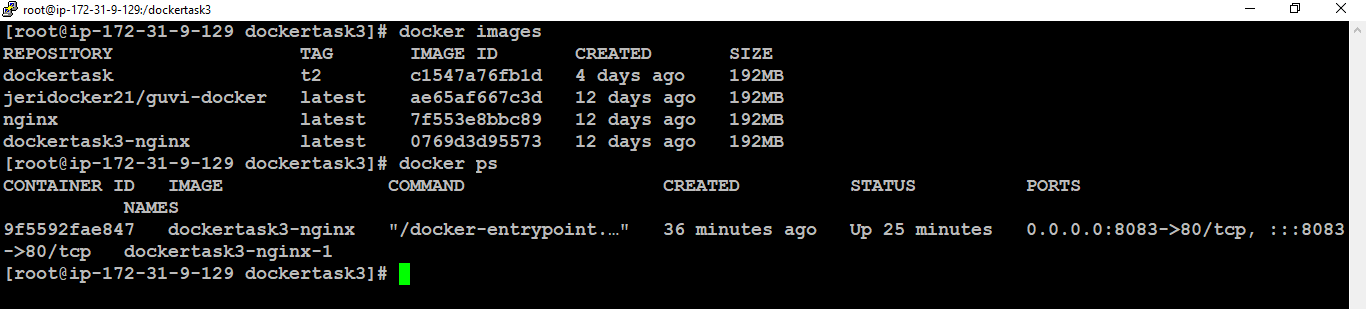 root@ip-172-31-9-129:/dockertask3
[root@ip-172-31-9-129 dockertask3]# docker images
REPOSITORY                 TAG       IMAGE ID       CREATED       SIZE
dockertask                 t2        c1547a76fb1d   4 days ago    192MB
jeridocker21/guvi-docker   latest    ae65af667c3d   12 days ago   192MB
nginx                      latest    7f553e8bbc89   12 days ago   192MB
dockertask3-nginx          latest    0769d3d95573   12 days ago   192MB
[root@ip-172-31-9-129 dockertask3]# docker ps
CONTAINER ID   IMAGE               COMMAND                  CREATED          STATUS          PORTS
           NAMES
9f5592fae847   dockertask3-nginx   "/docker-entrypoint.…"   36 minutes ago   Up 25 minutes   0.0.0.0:8083->80/tcp, :::8083
->80/tcp   dockertask3-nginx-1
[root@ip-172-31-9-129 dockertask3]#